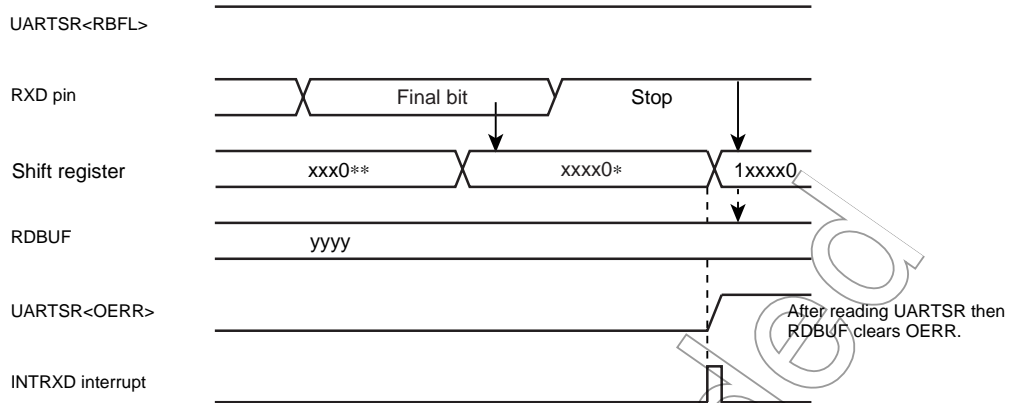 UARTSR<RBFL>
RXD pin
Final bit
Stop
Shift register
xxx0**
xxxx0*
1xxxx0
RDBUF
yyyy
UARTSR<OERR>
After reading UARTSR then
RDBUF clears OERR.
INTRXD interrupt